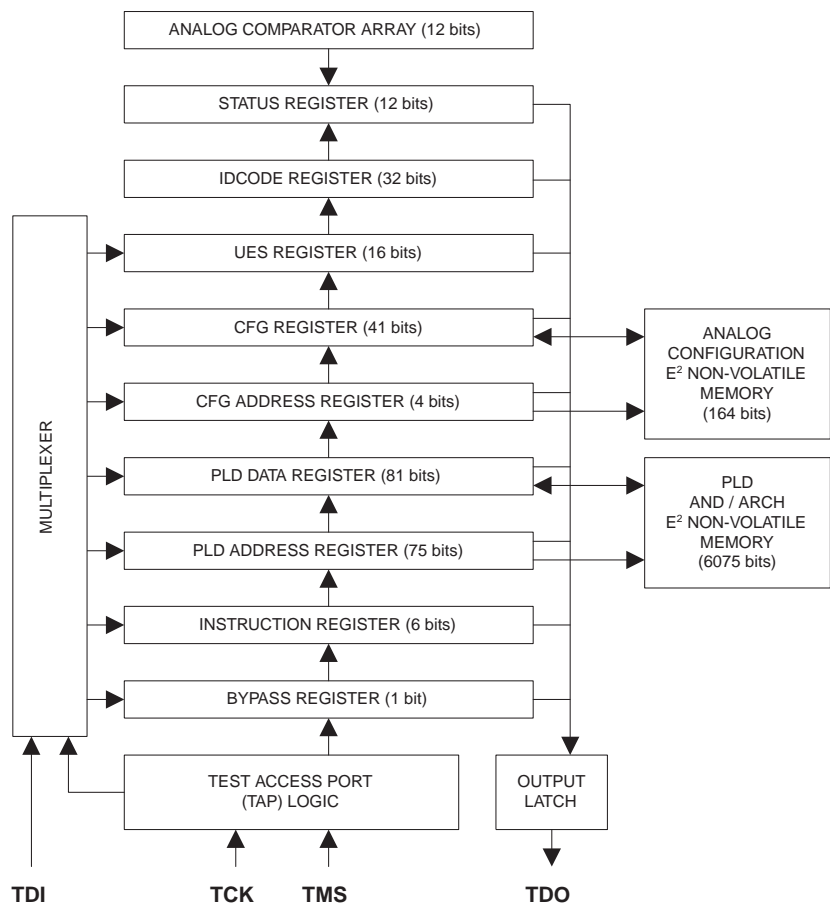 ANALOG COMPARATOR ARRAY (12 bits)
STATUS REGISTER (12 bits)
IDCODE REGISTER (32 bits)
MULTIPLEXER
UES REGISTER (16 bits)
CFG REGISTER (41 bits)
CFG ADDRESS REGISTER (4 bits)
PLD DATA REGISTER (81 bits)
PLD ADDRESS REGISTER (75 bits)
INSTRUCTION REGISTER (6 bits)
BYPASS REGISTER (1 bit)
ANALOG
CONFIGURATION
E² NON-VOLATILE
MEMORY
(164 bits)
PLD
AND / ARCH
E² NON-VOLATILE
MEMORY
(6075 bits)
TEST ACCESS PORT
(TAP) LOGIC
OUTPUT
LATCH
TDI
TCK
TMS
TDO